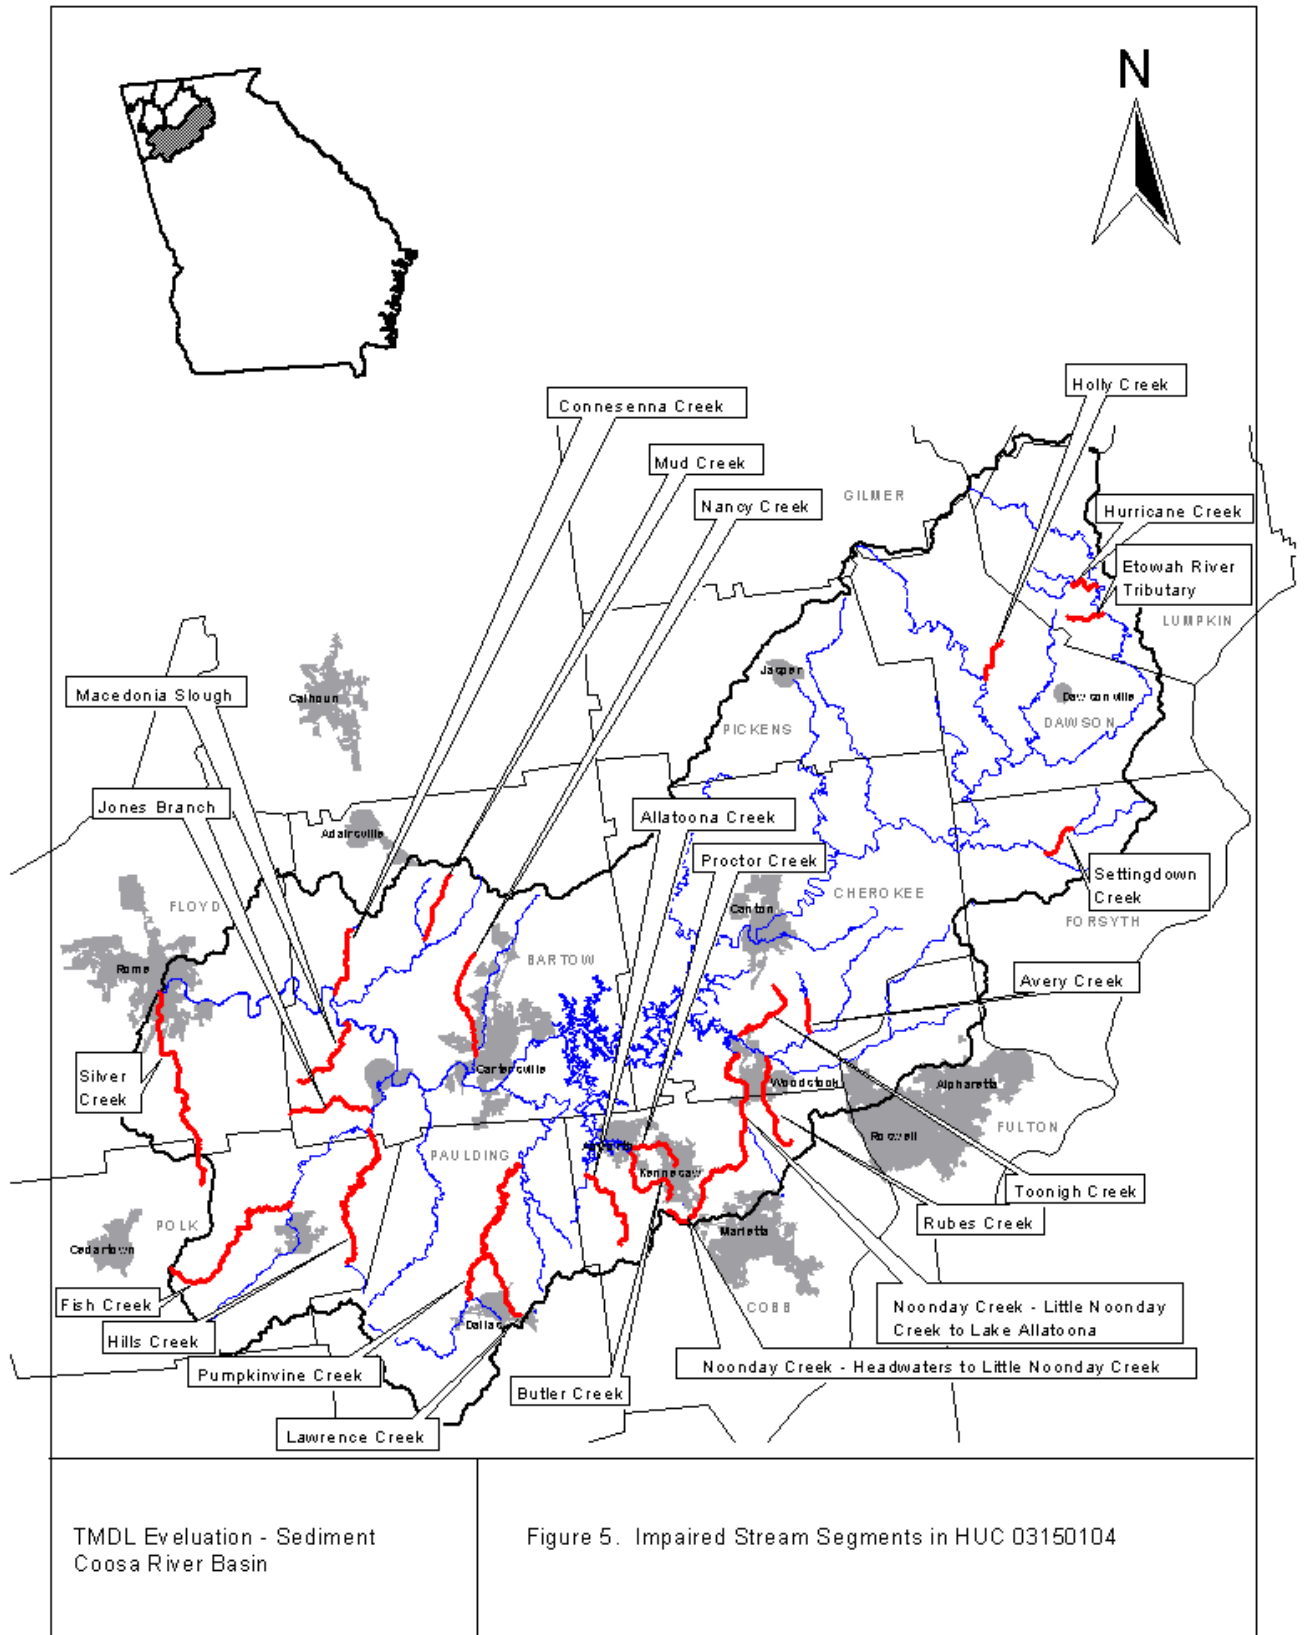 N
Holly Creek
Connesenna Creek
Mud Creek
Nancy Creek
GILMER
Hurricane Creek
Etowah River
Tributary
LUMPKIN
Macedonia Slough
Calhoun
Jasper
Dawsonville
PICKENS
DAWSON
Jones Branch
Adairsville
Allatoona Creek
Proctor Creek
Settingdown
Creek
FLOYD
CHEROKEE
Canton
FORSYTH
Rome
BARTOW
Avery Creek
Silver
Creek
Cartersville
Woodstock
Alpharetta
Roswell
FULTON
PAULDING
Kennesaw
Toonigh Creek
POLK
Rubes Creek
Cedartown
Marietta
Fish Creek
COBB
Noonday Creek - Little Noonday
Creek to Lake Allatoona
Hills Creek
Dallas
Pumpkinvine Creek
Noonday Creek - Headwaters to Little Noonday Creek
Butler Creek
Lawrence Creek
TMDL Eveluation - Sediment
Coosa River Basin
Figure 5. Impaired Stream Segments in HUC 03150104